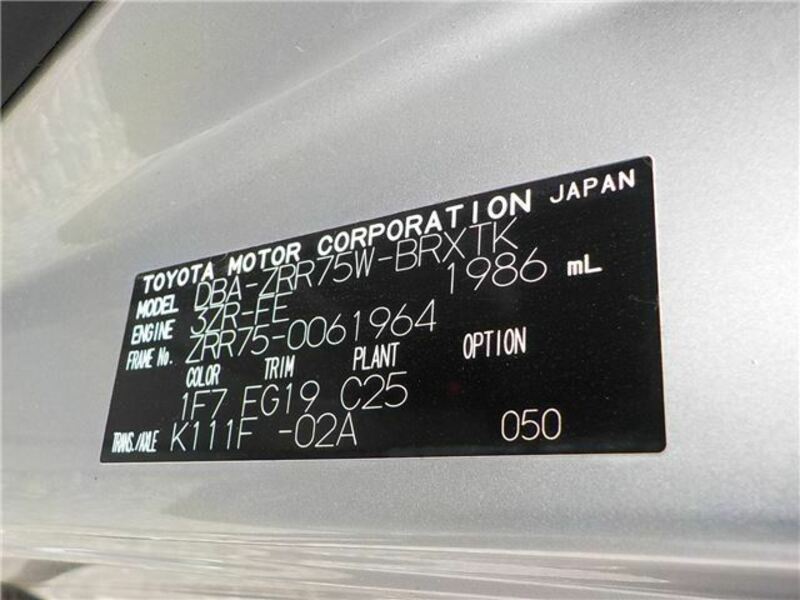 TOYOTA MOTOR CORPORATION JAPAN
MODEL DBA-ZRR75W-BRXTK
ENGINE 3ZR-FE 1986 mL
FRAME No. ZRR75-0061964
COLOR TRIM PLANT OPTION
1F7 FG19 C25
TRANS./AXLE K111F -02A 050